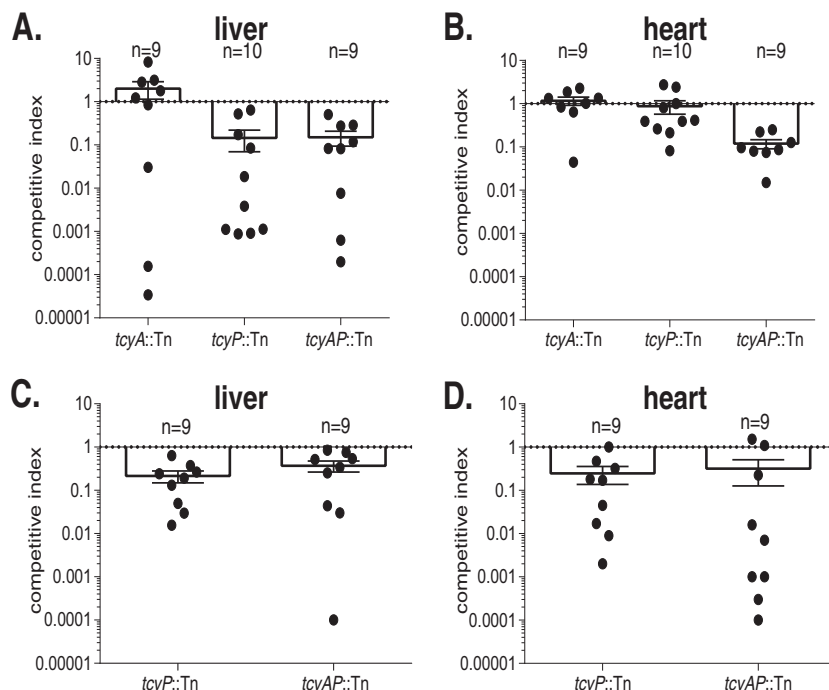 A. liver
n=9 n=10 n=9
competitive index
10
1
0.1
0.01
0.001
0.0001
0.00001
tcyA::Tn tcyP::Tn tcyAP::Tn
B. heart
n=9 n=10 n=9
competitive index
10
1
0.1
0.01
0.001
0.0001
0.00001
tcyA::Tn tcyP::Tn tcyAP::Tn
C. liver
n=9 n=9
competitive index
10
1
0.1
0.01
0.001
0.0001
0.00001
tcyP::Tn tcyAP::Tn
D. heart
n=9 n=9
competitive index
10
1
0.1
0.01
0.001
0.0001
0.00001
tcyP::Tn tcyAP::Tn